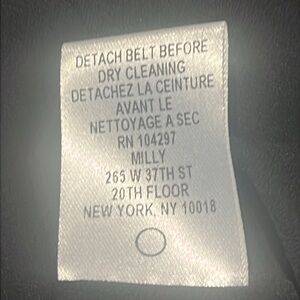 DETACH BELT BEFORE
DRY CLEANING
DETACHEZ LA CEINTURE
AVANT LE
NETTOYAGE A SEC
RN 104297
MILLY
265 W 37TH ST
20TH FLOOR
NEW YORK, NY 10018